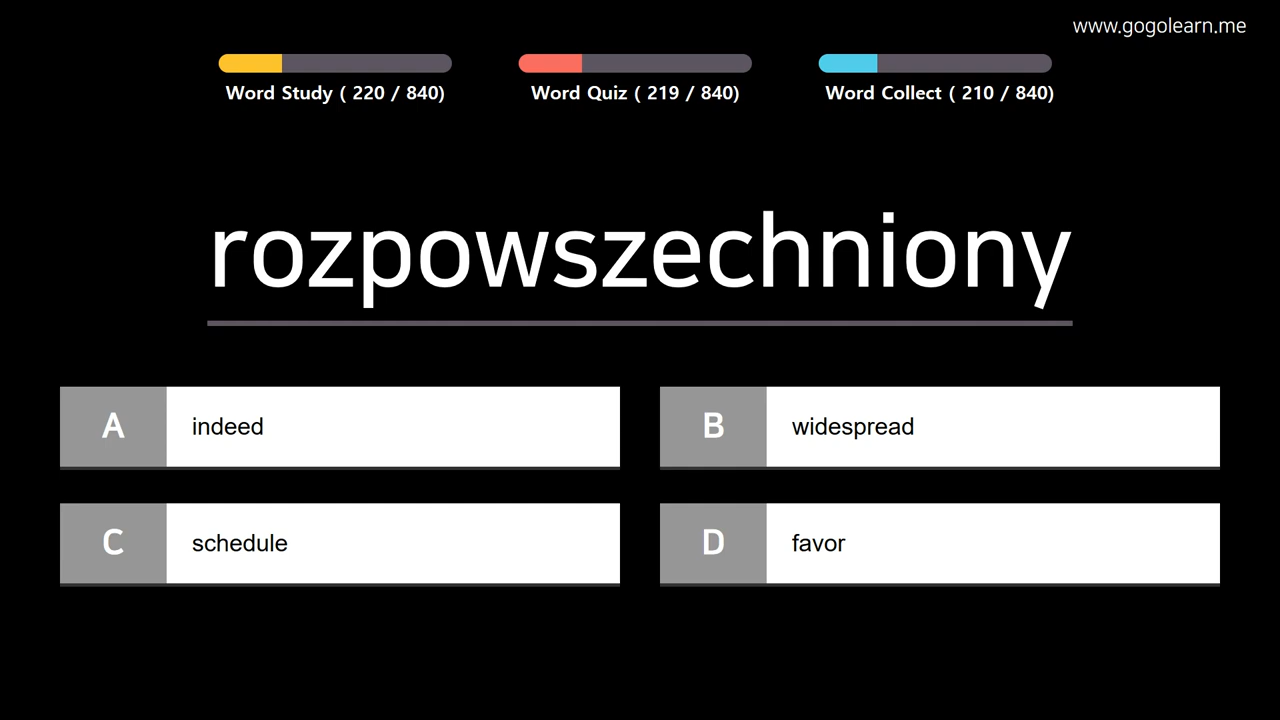 www.gogolearn.me
Word Study ( 220 / 840)
Word Quiz ( 219 / 840)
Word Collect ( 210 / 840)
rozpowszechniony
A indeed
B widespread
C schedule
D favor